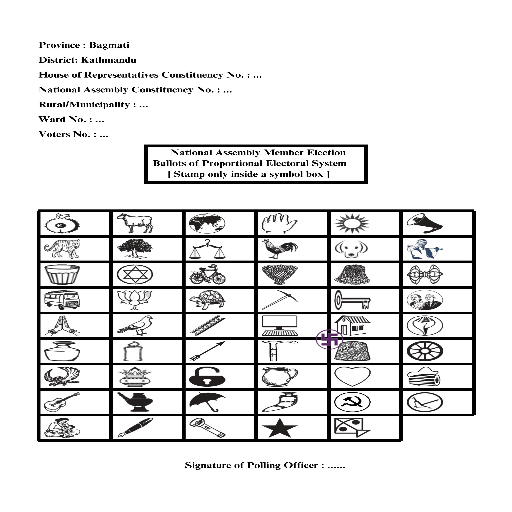 Province : Bagmati
District: Kathmandu
House of Representatives Constituency No. : ...
National Assembly Constituency No. : ...
Rural/Municipality : ...
Ward No. : ...
Voters No. : ...
National Assembly Member Election
Ballots of Proportional Electoral System
[ Stamp only inside a symbol box ]
Signature of Polling Officer : ......